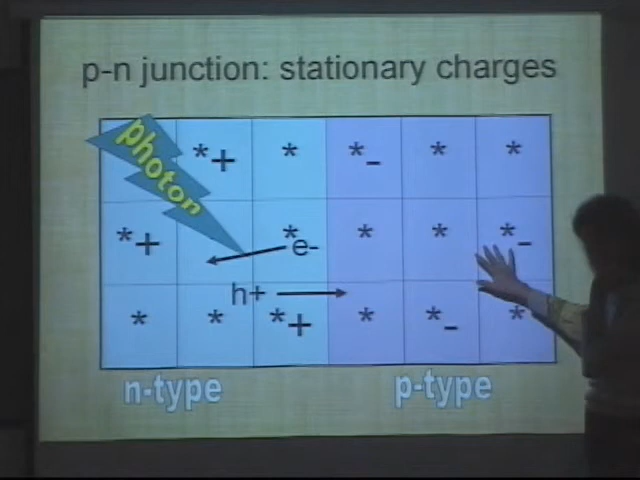 p-n junction: stationary charges
photon
*+ * *- * *
*+ * * * *-
e-
h+
* * *+ * *- *
n-type p-type